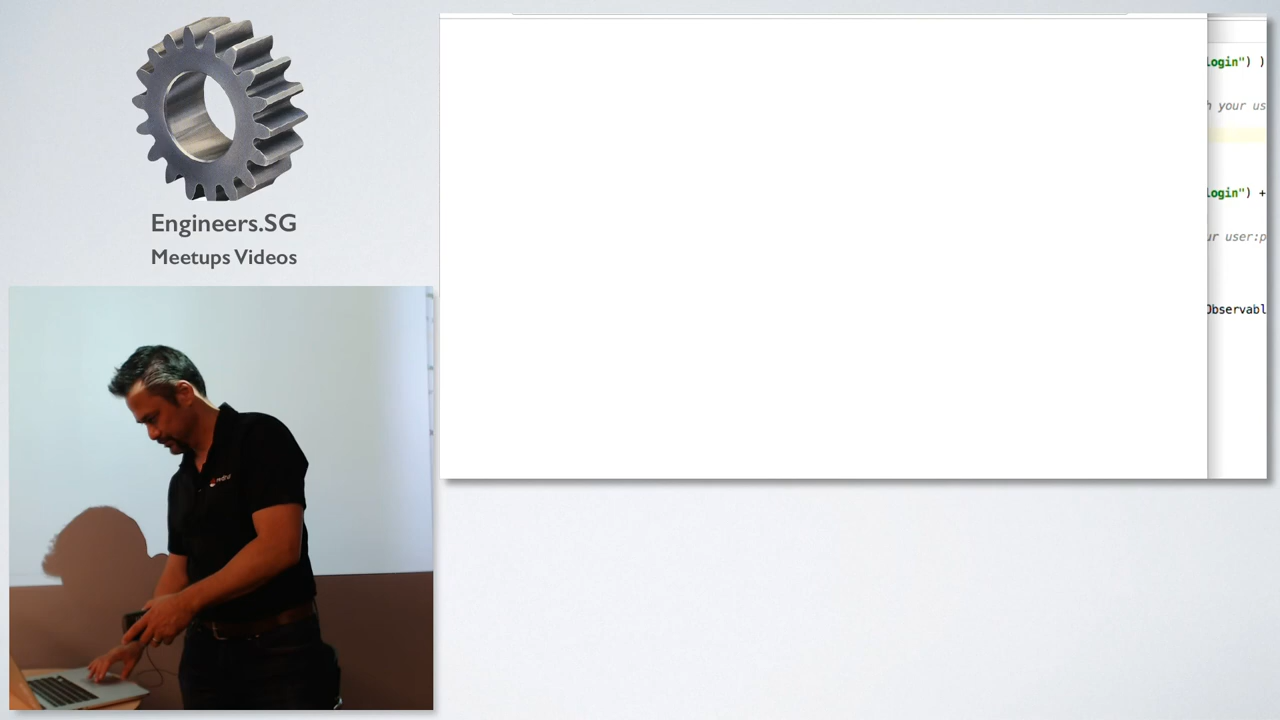 Engineers.SG
Meetups Videos
login") )
h your us
login") +
ur user:p
Observabl